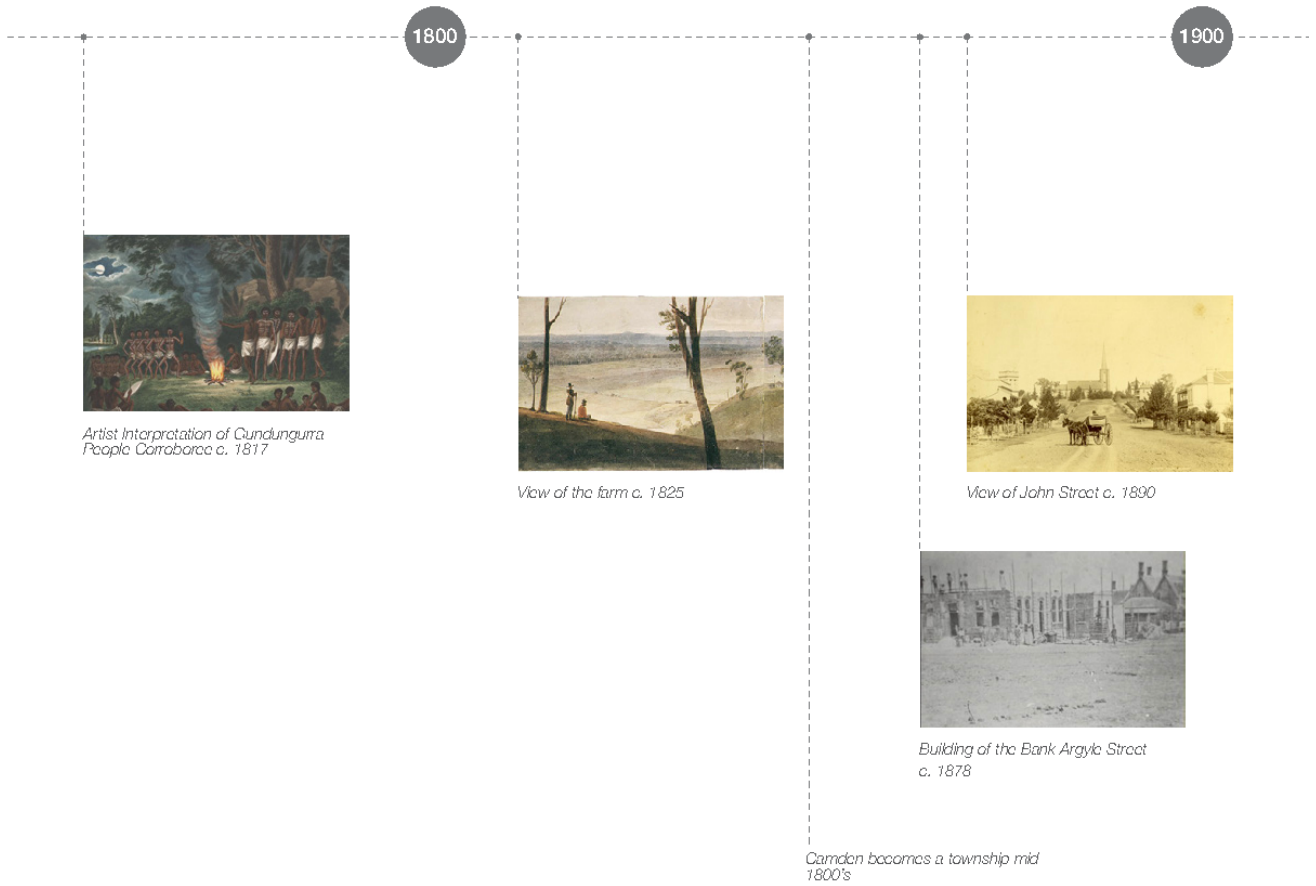 1800
1900
Artist Interpretation of Gundungurra
People Corroboree c. 1817
View of the farm c. 1825
View of John Street c. 1890
Building of the Bank Argyle Street
c. 1878
Camden becomes a township mid
1800's